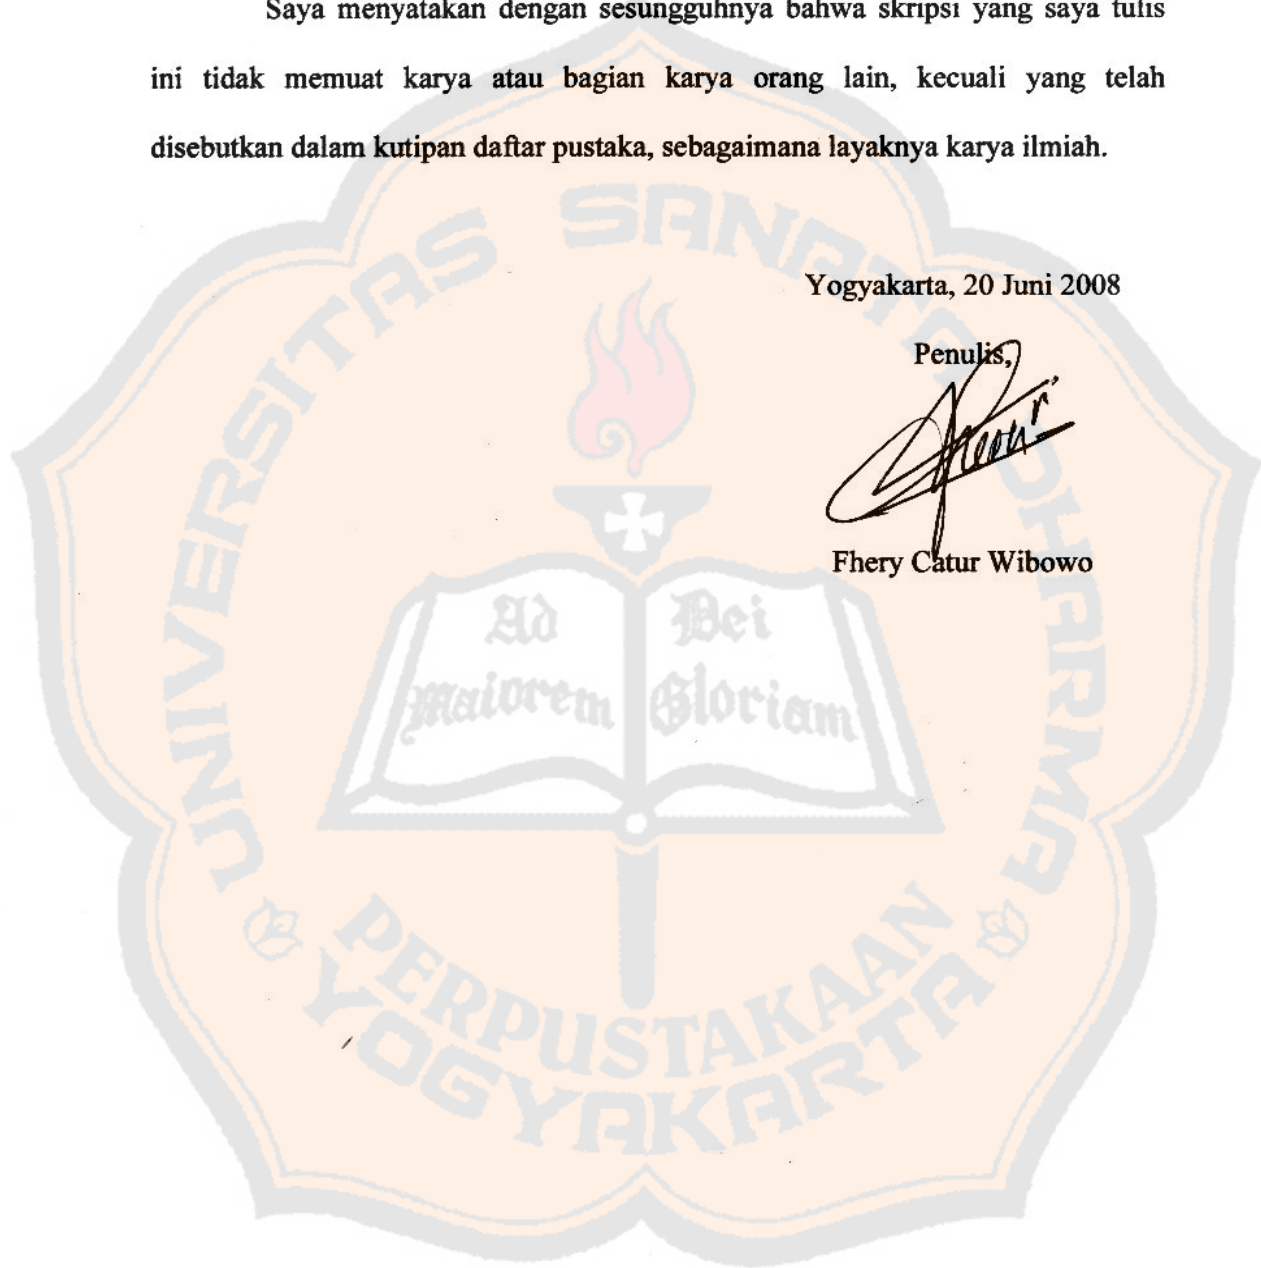 Saya menyatakan dengan sesungguhnya bahwa skripsi yang saya tulis
ini tidak memuat karya atau bagian karya orang lain, kecuali yang telah
disebutkan dalam kutipan daftar pustaka, sebagaimana layaknya karya ilmiah.
UNIVERSITAS SANATA DHARMA
Yogyakarta, 20 Juni 2008
Penulis,
Fhery Catur Wibowo
Ad Dei
Maiorem Gloriam
PERPUSTAKAAN
YOGYAKARTA